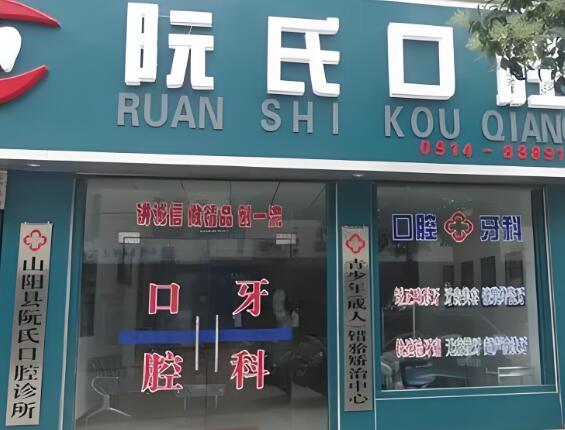 阮氏口腔
RUAN SHI KOU QIANG
0914-83891
讲诚信 做精品 创一流
口腔 牙科
口 牙
腔 科
山阳县阮氏口腔诊所
青少年(成人)错𬌗矫治中心